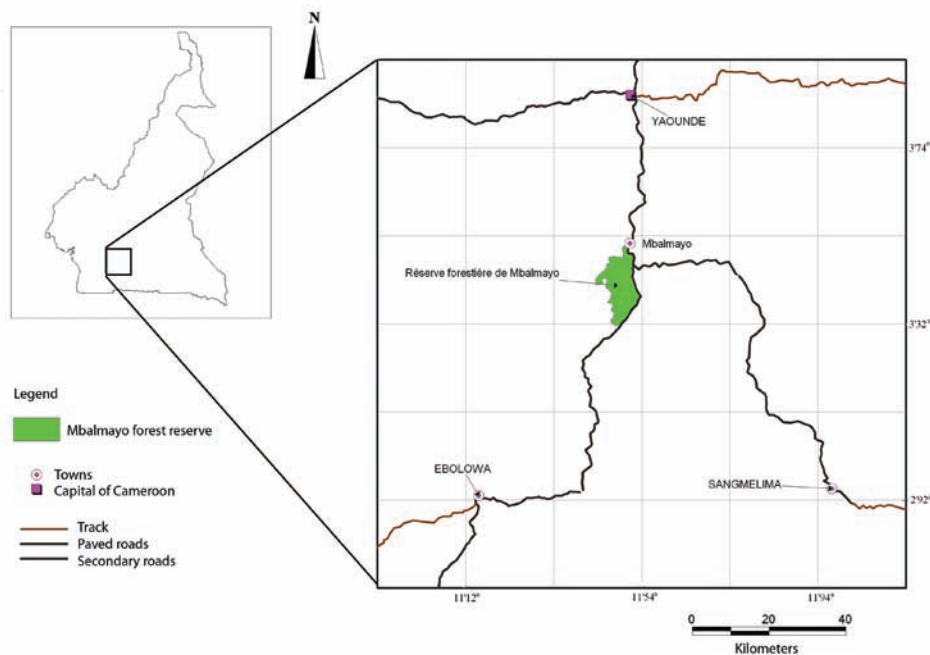 N
YAOUNDE
3'74°
Mbalmayo
Réserve forestière de Mbalmayo
3'32°
Legend
Mbalmayo forest reserve
EBOLOWA
Towns
SANGMELIMA
Capital of Cameroon
2'92°
Track
Paved roads
Secondary roads
11'12° 11'54° 11'94°
0 20 40
Kilometers